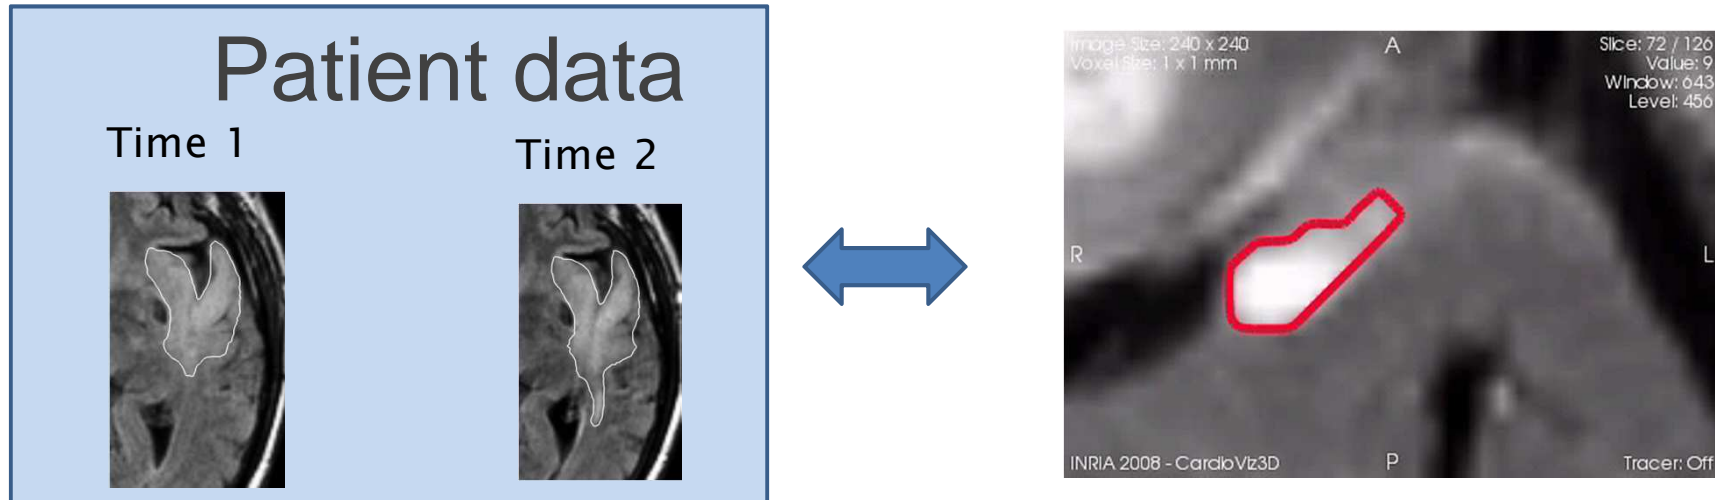 Patient data
Time 1
Time 2
Image Size: 240 x 240
Voxel Size: 1 x 1 mm
A
Slice: 72 / 126
Value: 9
Window: 643
Level: 456
R
L
INRIA 2008 - CardioViz3D
P
Tracer: Off